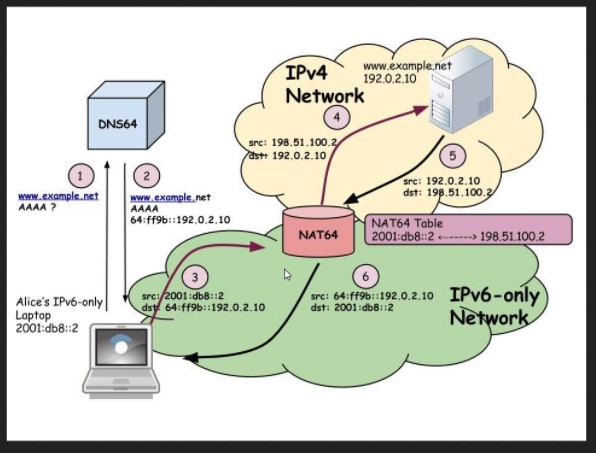 IPv4
Network
www.example.net
192.0.2.10
DNS64
4
src: 198.51.100.2
dst: 192.0.2.10
5
src: 192.0.2.10
dst: 198.51.100.2
1
2
www.example.net
AAAA ?
www.example.net
AAAA
64:ff9b::192.0.2.10
NAT64
NAT64 Table
2001:db8::2 <------> 198.51.100.2
3
src: 2001:db8::2
dst: 64:ff9b::192.0.2.10
6
src: 64:ff9b::192.0.2.10
dst: 2001:db8::2
IPv6-only
Network
Alice's IPv6-only
Laptop
2001:db8::2